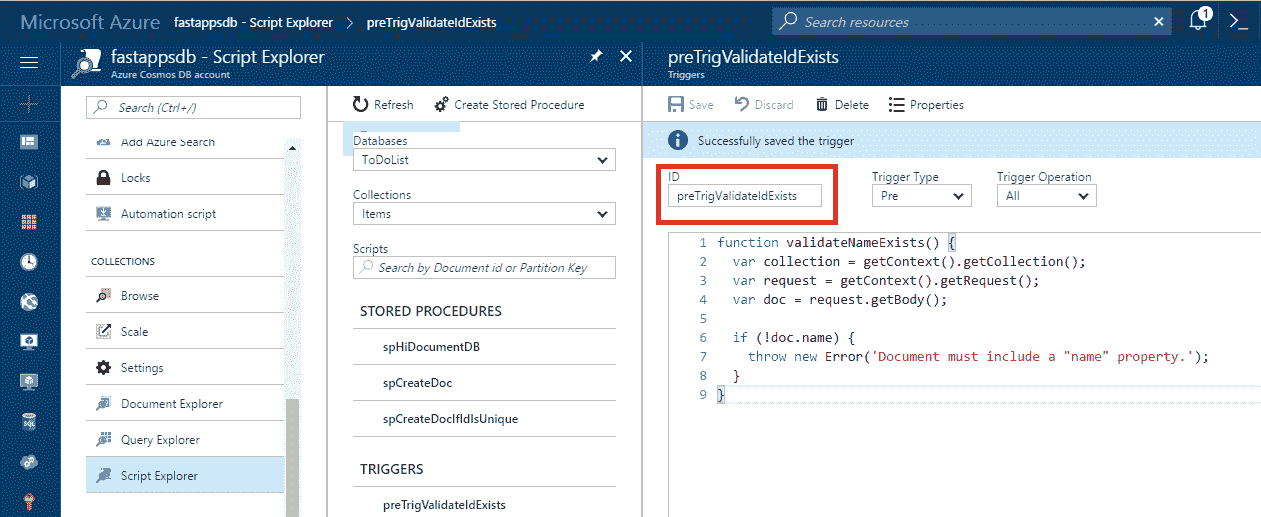 Microsoft Azure fastappsdb - Script Explorer > preTrigValidateIdExists
Search resources
1
fastappsdb - Script Explorer
Azure Cosmos DB account
Search (Ctrl+/)
Add Azure Search
Locks
Automation script
COLLECTIONS
Browse
Scale
Settings
Document Explorer
Query Explorer
Script Explorer
Refresh
Create Stored Procedure
Databases
ToDoList
Collections
Items
Scripts
Search by Document id or Partition Key
STORED PROCEDURES
spHiDocumentDB
spCreateDoc
spCreateDocIfIdIsUnique
TRIGGERS
preTrigValidateIdExists
preTrigValidateIdExists
Triggers
Save Discard Delete Properties
Successfully saved the trigger
ID
preTrigValidateIdExists
Trigger Type
Pre
Trigger Operation
All
1 function validateNameExists() {
2 var collection = getContext().getCollection();
3 var request = getContext().getRequest();
4 var doc = request.getBody();
5
6 if (!doc.name) {
7 throw new Error('Document must include a "name" property.');
8 }
9 }
SQL